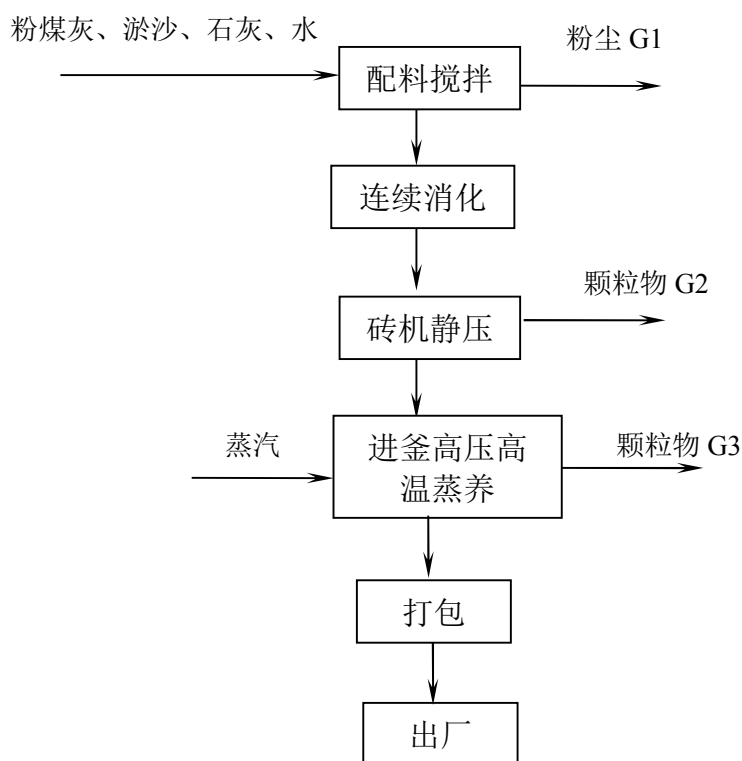 粉煤灰、淤沙、石灰、水
粉尘 G1
配料搅拌
连续消化
颗粒物 G2
砖机静压
蒸汽
进釜高压高
温蒸养
颗粒物 G3
打包
出厂